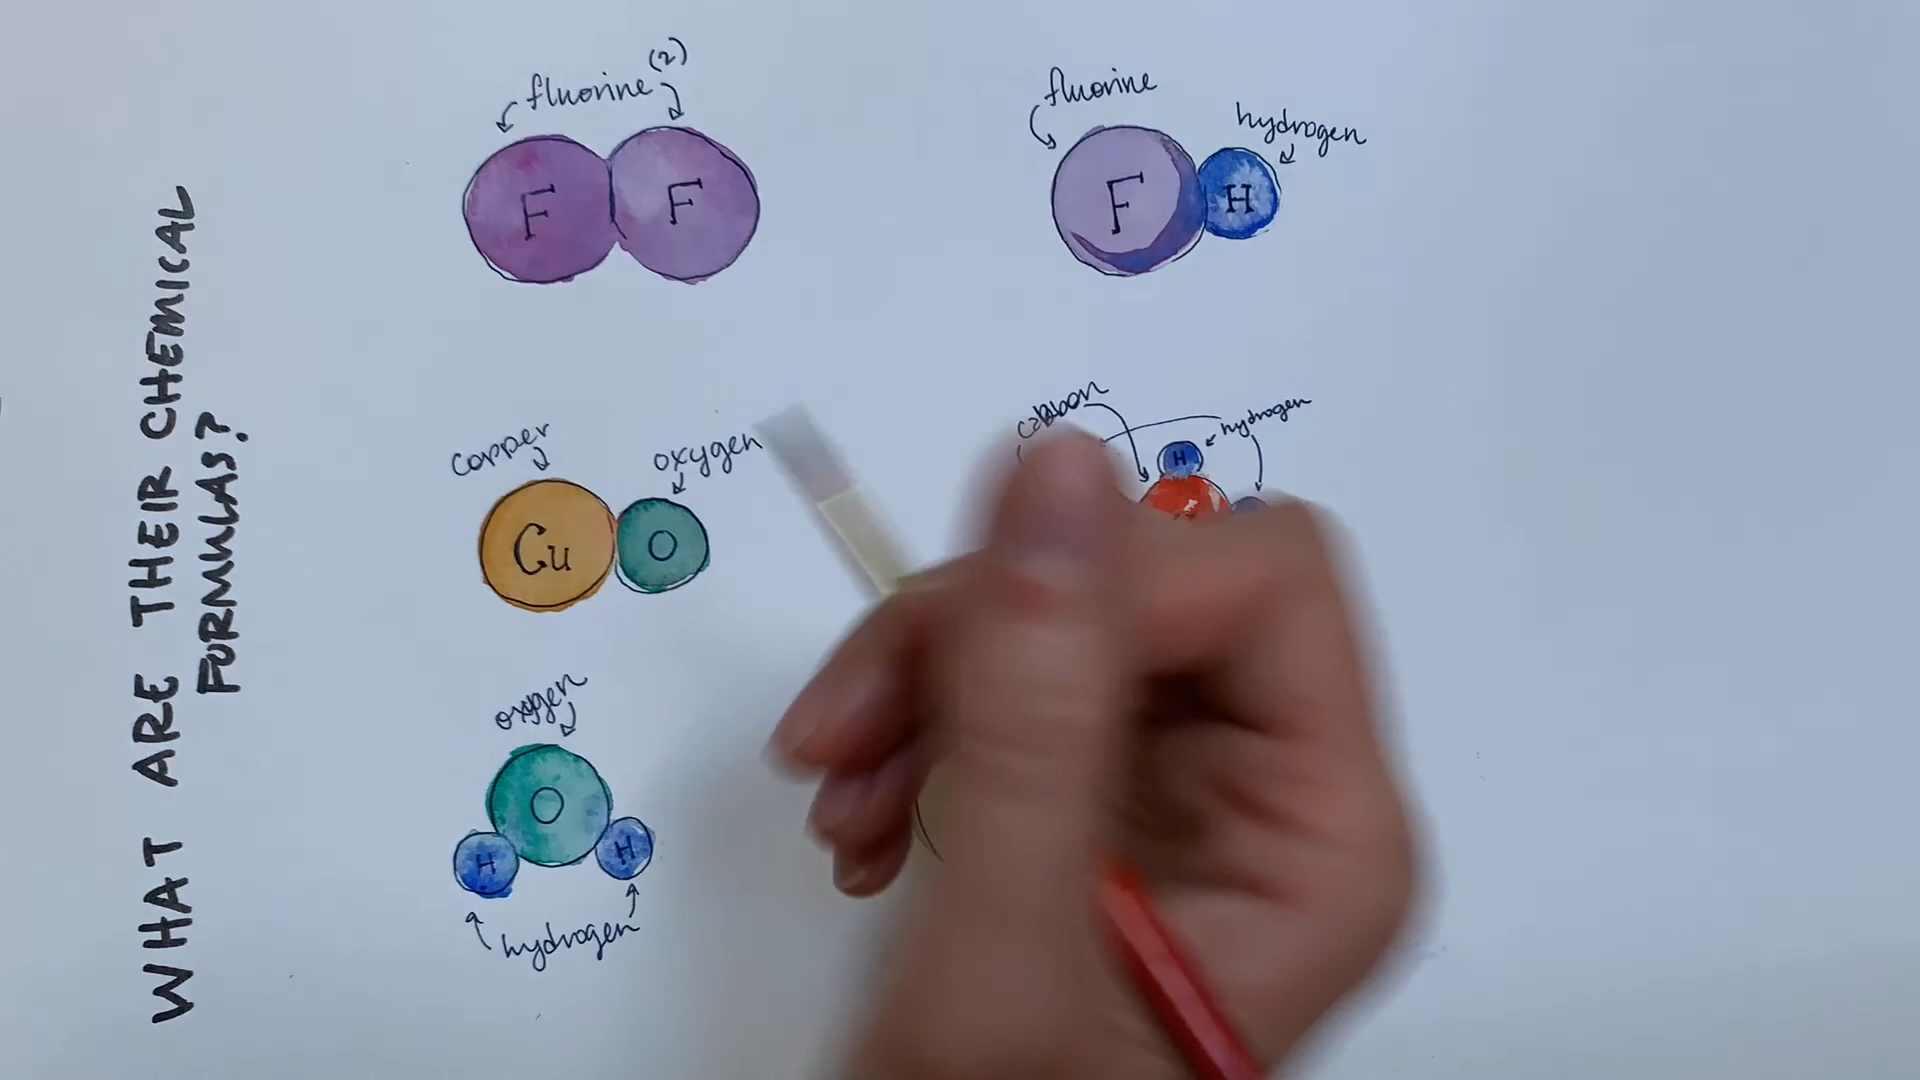 WHAT ARE THEIR CHEMICAL
FORMULAS?
fluorine (2)
F F
fluorine
hydrogen
F H
copper
oxygen
Cu O
carbon
hydrogen
H
oxygen
O
H H
hydrogen